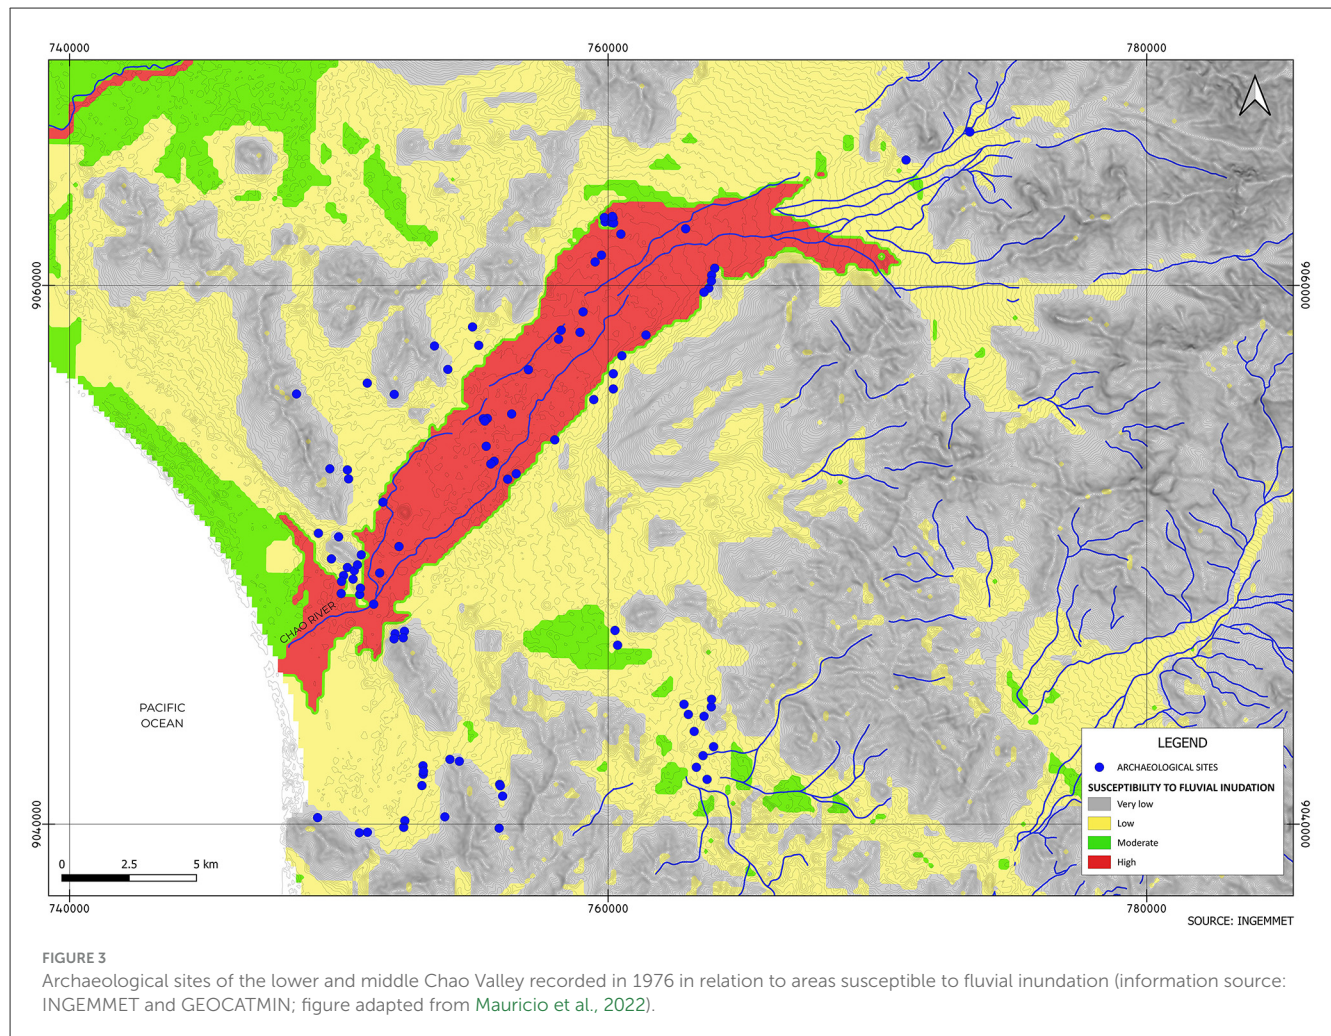 740000 760000 780000
9060000 9060000
CHAO RIVER
PACIFIC
OCEAN
LEGEND
ARCHAEOLOGICAL SITES
SUSCEPTIBILITY TO FLUVIAL INUDATION
Very low
Low
Moderate
High
9040000 9040000
0 2.5 5 km
740000 760000 780000
SOURCE: INGEMMET
FIGURE 3
Archaeological sites of the lower and middle Chao Valley recorded in 1976 in relation to areas susceptible to fluvial inundation (information source:
INGEMMET and GEOCATMIN; figure adapted from Mauricio et al., 2022).